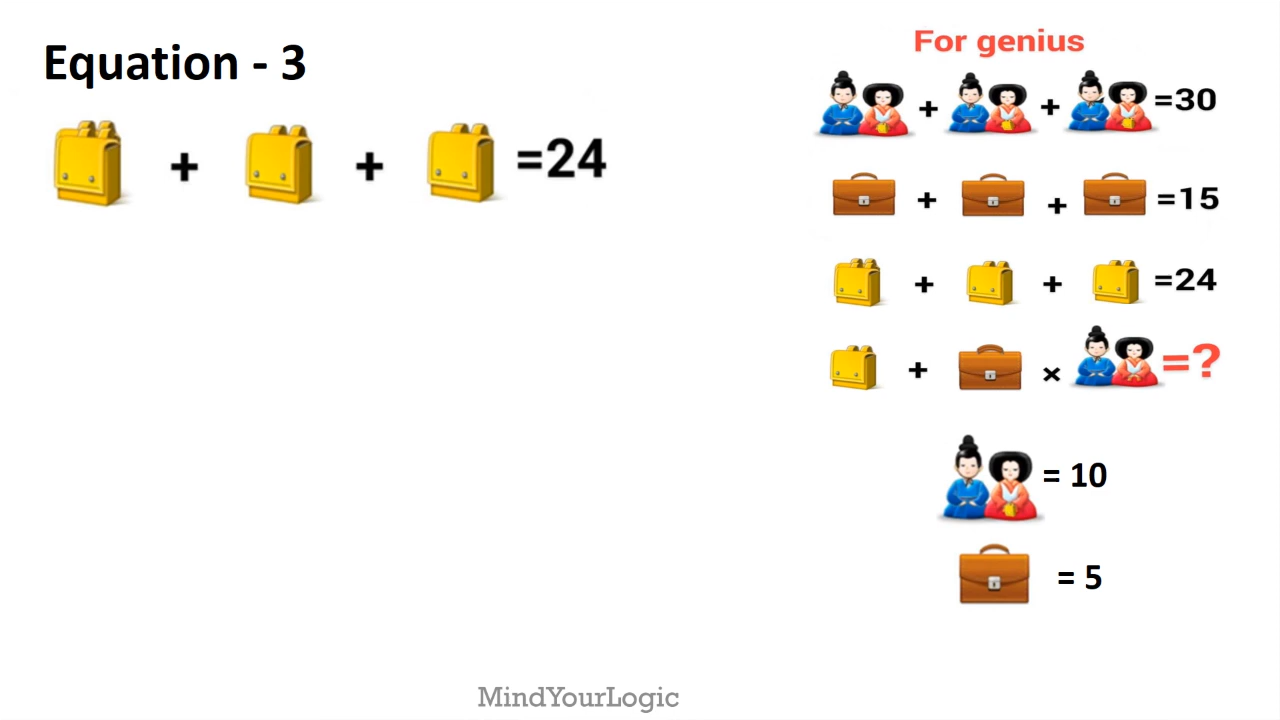 Equation - 3
+ + =24
For genius
+ + =30
+ + =15
+ + =24
+ × =?
= 10
= 5
MindYourLogic